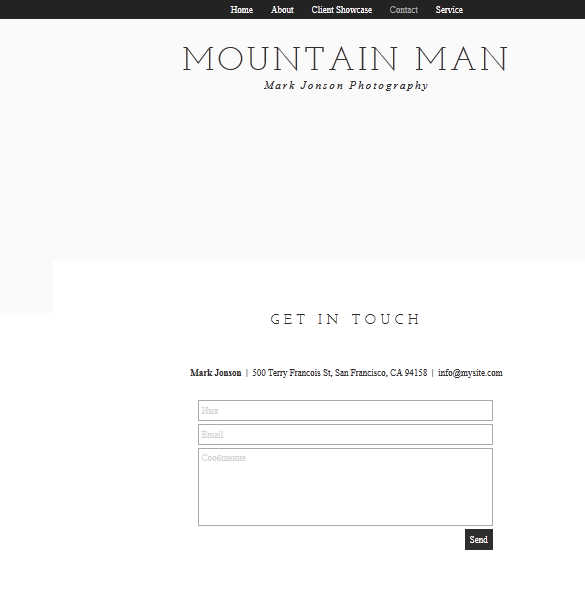 Home About Client Showcase Contact Service
MOUNTAIN MAN
Mark Jonson Photography
GET IN TOUCH
Mark Jonson | 500 Terry Francois St, San Francisco, CA 94158 | info@mysite.com
Имя
Email
Сообщение
Send